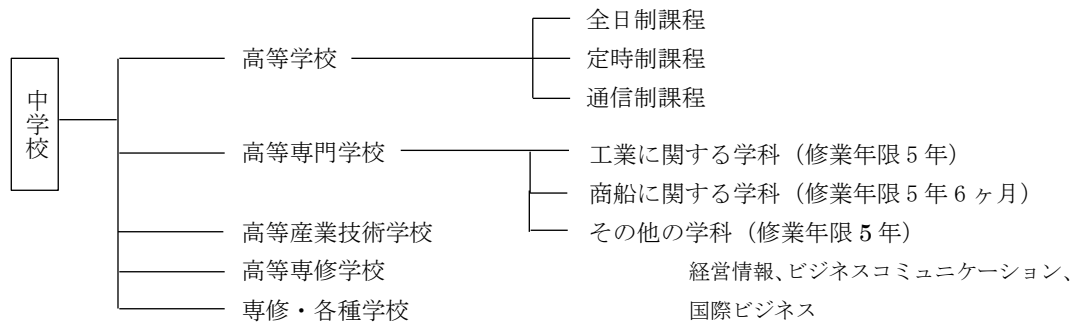 中学校
高等学校
全日制課程
定時制課程
通信制課程
高等専門学校
工業に関する学科（修業年限5年）
商船に関する学科（修業年限5年6ヶ月）
その他の学科（修業年限5年）
経営情報、ビジネスコミュニケーション、
国際ビジネス
高等産業技術学校
高等専修学校
専修・各種学校